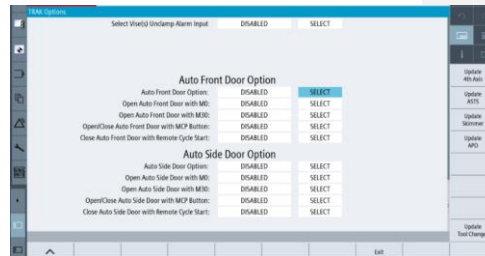 TRAK Options
Select Vise(s) Unclamp Alarm Input DISABLED SELECT
Auto Front Door Option
Auto Front Door Option: DISABLED SELECT
Open Auto Front Door with M0: DISABLED SELECT
Open Auto Front Door with M30: DISABLED SELECT
Open/Close Auto Front Door with MCP Button: DISABLED SELECT
Close Auto Front Door with Remote Cycle Start: DISABLED SELECT
Auto Side Door Option
Auto Side Door Option: DISABLED SELECT
Open Auto Side Door with M0: DISABLED SELECT
Open Auto Side Door with M30: DISABLED SELECT
Open/Close Auto Side Door with MCP Button: DISABLED SELECT
Close Auto Side Door with Remote Cycle Start: DISABLED SELECT
Exit
Update
4th Axis
Update
ASTS
Update
Skimmer
Update
APO
Update
Tool Change